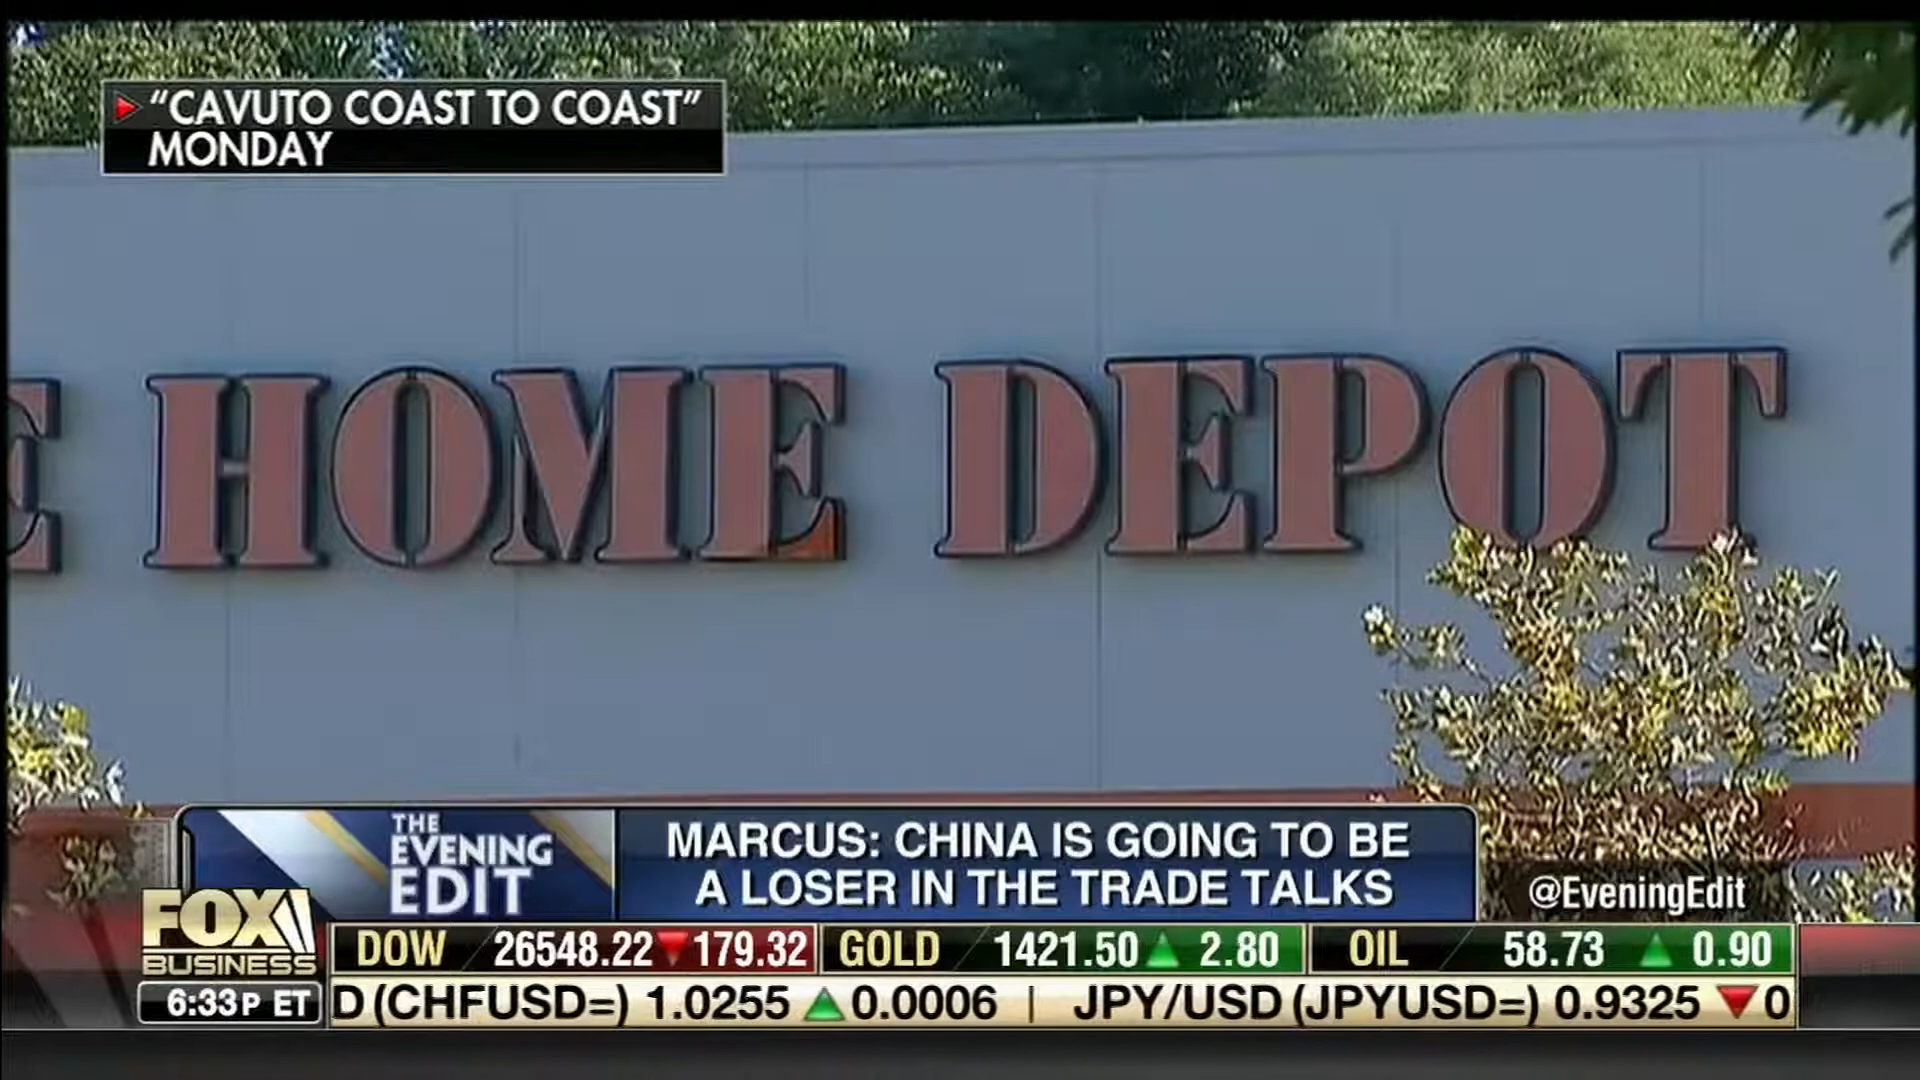 "CAVUTO COAST TO COAST"
MONDAY
E HOME DEPOT
THE
EVENING
EDIT
MARCUS: CHINA IS GOING TO BE
A LOSER IN THE TRADE TALKS
@EveningEdit
FOX
BUSINESS
DOW 26548.22 ▼ 179.32 GOLD 1421.50 ▲ 2.80 OIL 58.73 ▲ 0.90
6:33P ET
D (CHFUSD=) 1.0255 ▲ 0.0006 | JPY/USD (JPYUSD=) 0.9325 ▼ 0